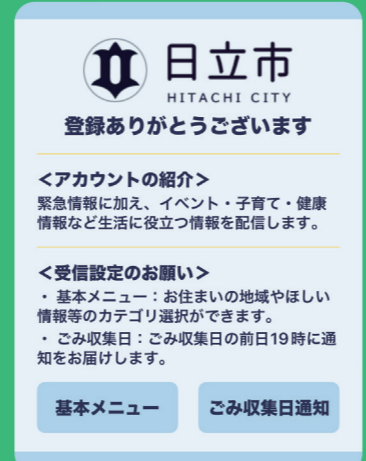 日立市
HITACHI CITY
登録ありがとうございます
＜アカウントの紹介＞
緊急情報に加え、イベント・子育て・健康
情報など生活に役立つ情報を配信します。
＜受信設定のお願い＞
・ 基本メニュー：お住まいの地域やほしい
情報等のカテゴリ選択ができます。
・ ごみ収集日：ごみ収集日の前日19時に通
知をお届けします。
基本メニュー
ごみ収集日通知